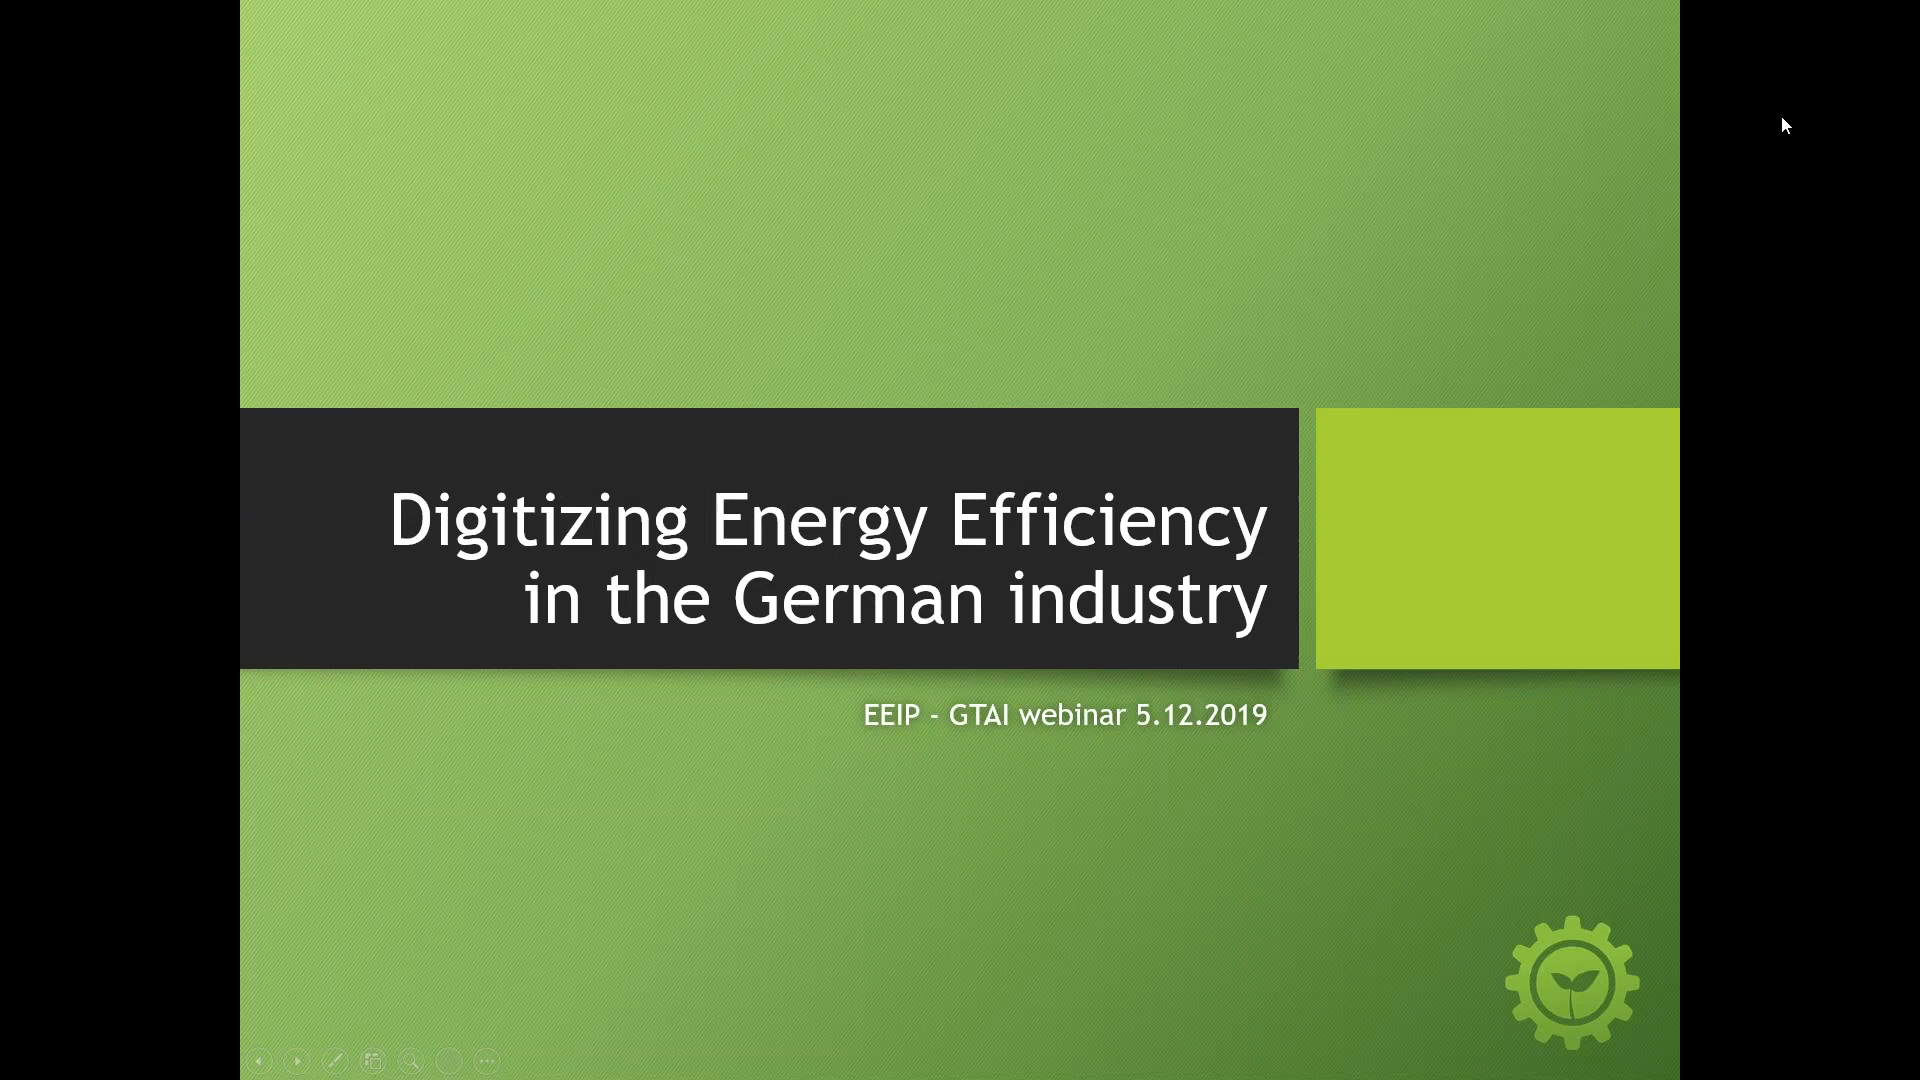 Digitizing Energy Efficiency
in the German industry
EEIP - GTAI webinar 5.12.2019